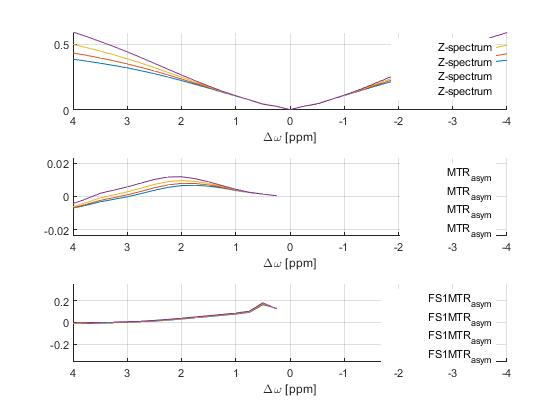 0.5
0
Z-spectrum
Z-spectrum
Z-spectrum
Z-spectrum
4 3 2 1 0 -1 -2 -3 -4
Δω [ppm]
0.02
0
-0.02
MTRasym
MTRasym
MTRasym
MTRasym
4 3 2 1 0 -1 -2 -3 -4
Δω [ppm]
0.2
0
-0.2
FS1MTRasym
FS1MTRasym
FS1MTRasym
FS1MTRasym
4 3 2 1 0 -1 -2 -3 -4
Δω [ppm]